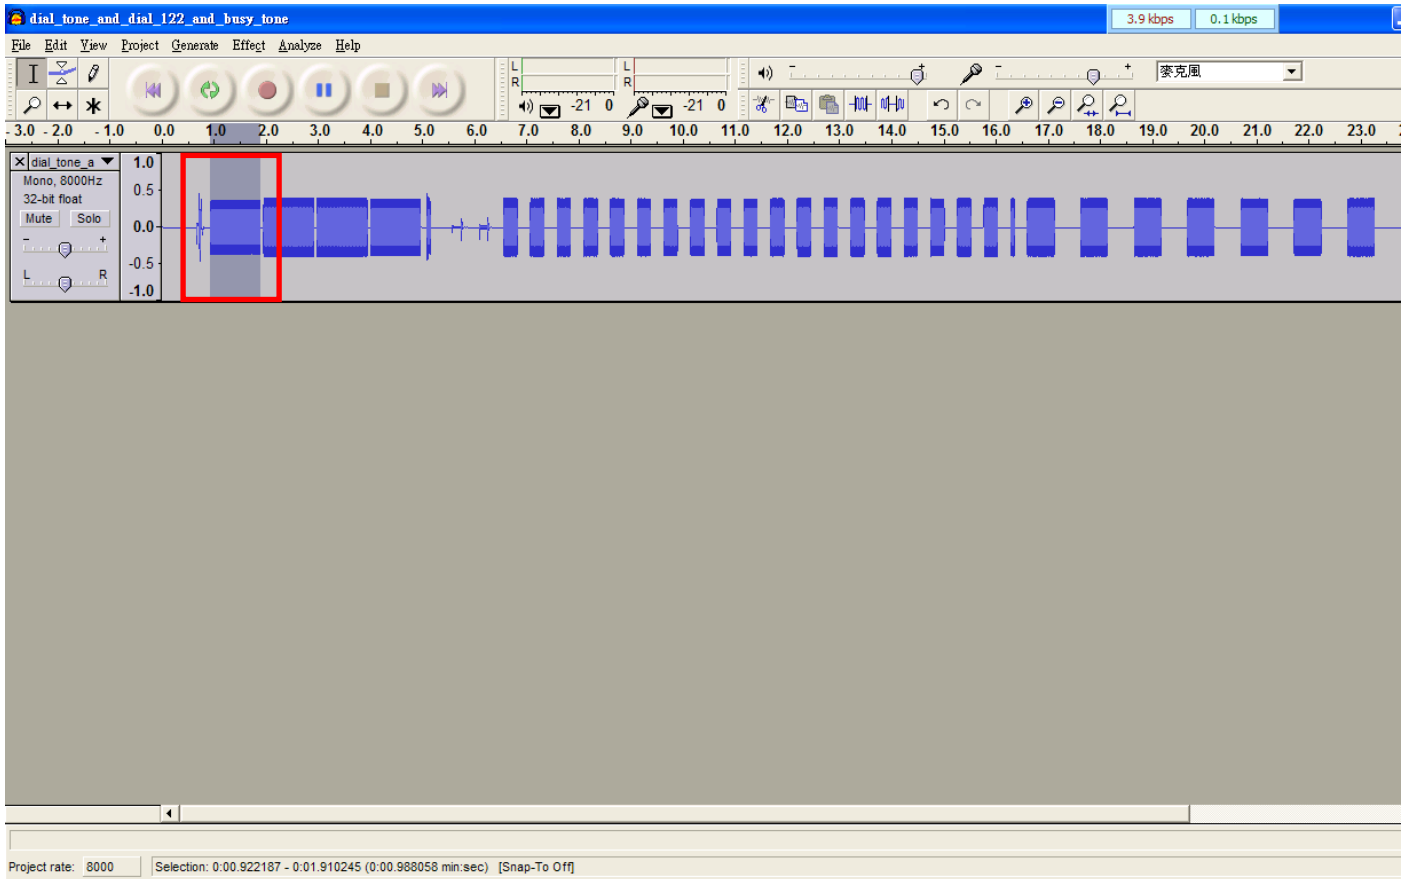 dial_tone_and_dial_122_and_busy_tone
3.9 kbps 0.1 kbps
File Edit View Project Generate Effect Analyze Help
L
R
L
R
-21 0
-21 0
麥克風
- 3.0 - 2.0 - 1.0 0.0 1.0 2.0 3.0 4.0 5.0 6.0 7.0 8.0 9.0 10.0 11.0 12.0 13.0 14.0 15.0 16.0 17.0 18.0 19.0 20.0 21.0 22.0 23.0
dial_tone_a
Mono, 8000Hz
32-bit float
Mute Solo
- +
L R
1.0
0.5
0.0
-0.5
-1.0
Project rate: 8000 Selection: 0:00.922187 - 0:01.910245 (0:00.988058 min:sec) [Snap-To Off]